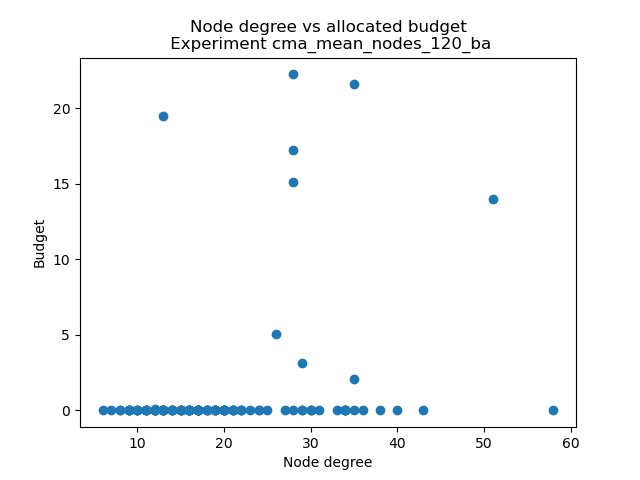 Node degree vs allocated budget
Experiment cma_mean_nodes_120_ba
20
15
10
5
0
Budget
10 20 30 40 50 60
Node degree